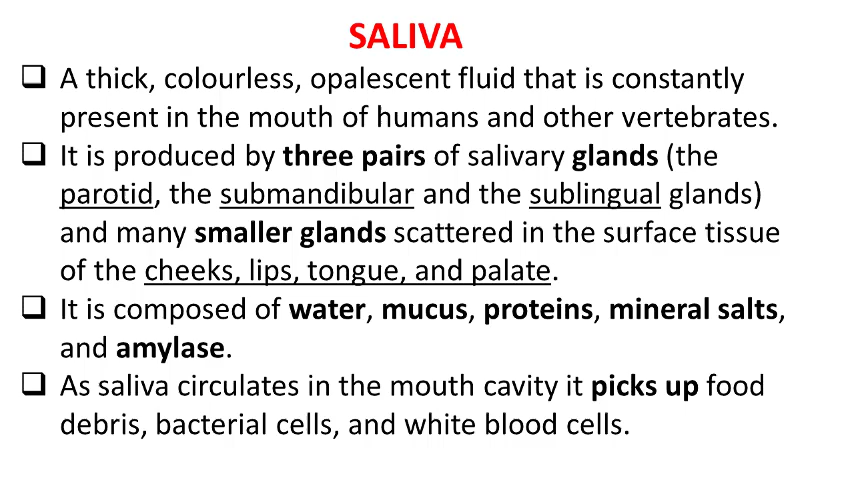 SALIVA
❑ A thick, colourless, opalescent fluid that is constantly
present in the mouth of humans and other vertebrates.
❑ It is produced by three pairs of salivary glands (the
parotid, the submandibular and the sublingual glands)
and many smaller glands scattered in the surface tissue
of the cheeks, lips, tongue, and palate.
❑ It is composed of water, mucus, proteins, mineral salts,
and amylase.
❑ As saliva circulates in the mouth cavity it picks up food
debris, bacterial cells, and white blood cells.